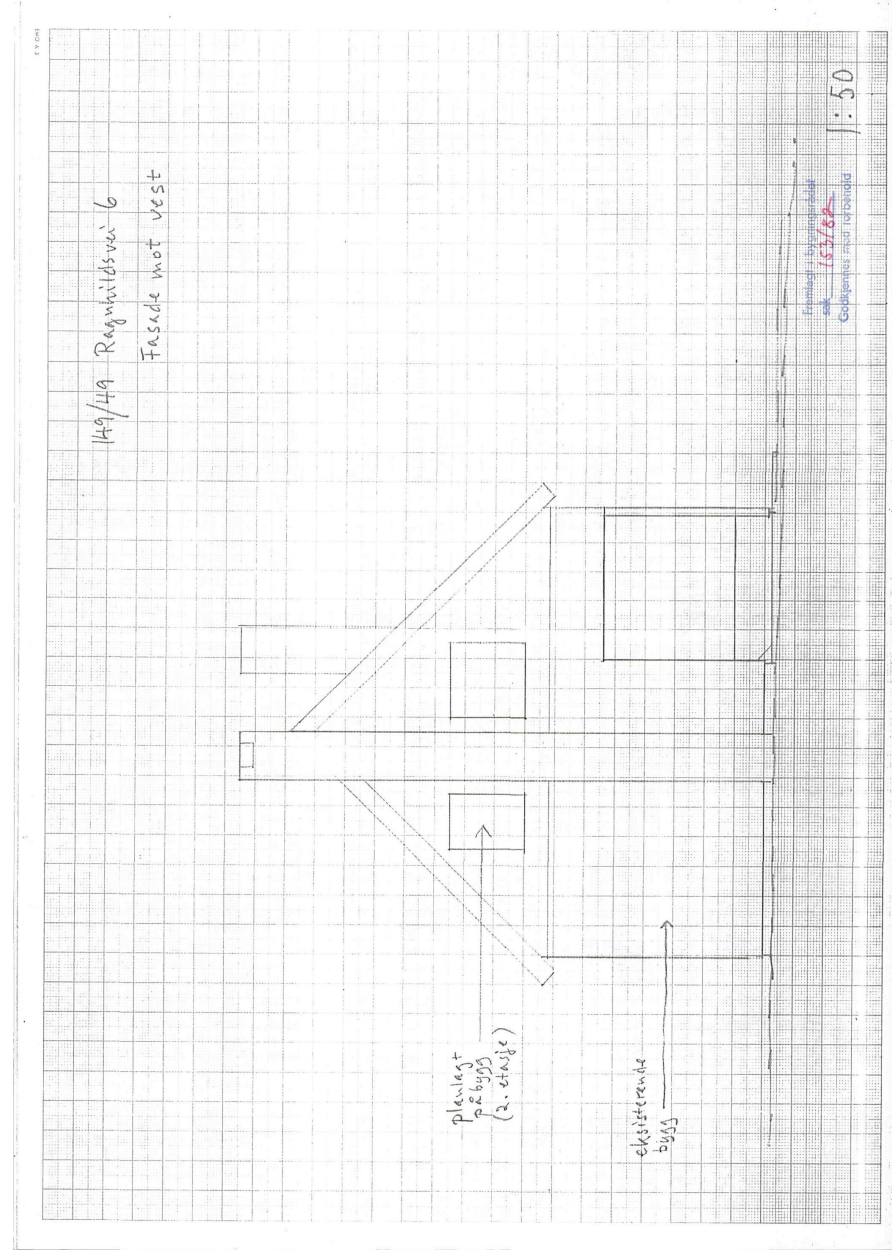 149/49 Ragnhildsvei 6
Fasade mot vest
planlagt
påbygg
(2. etasje)
eksisterende
bygg
Fremlagt i bygningsrådet
sak 153/82
Godkjennes med forbehold
1:50